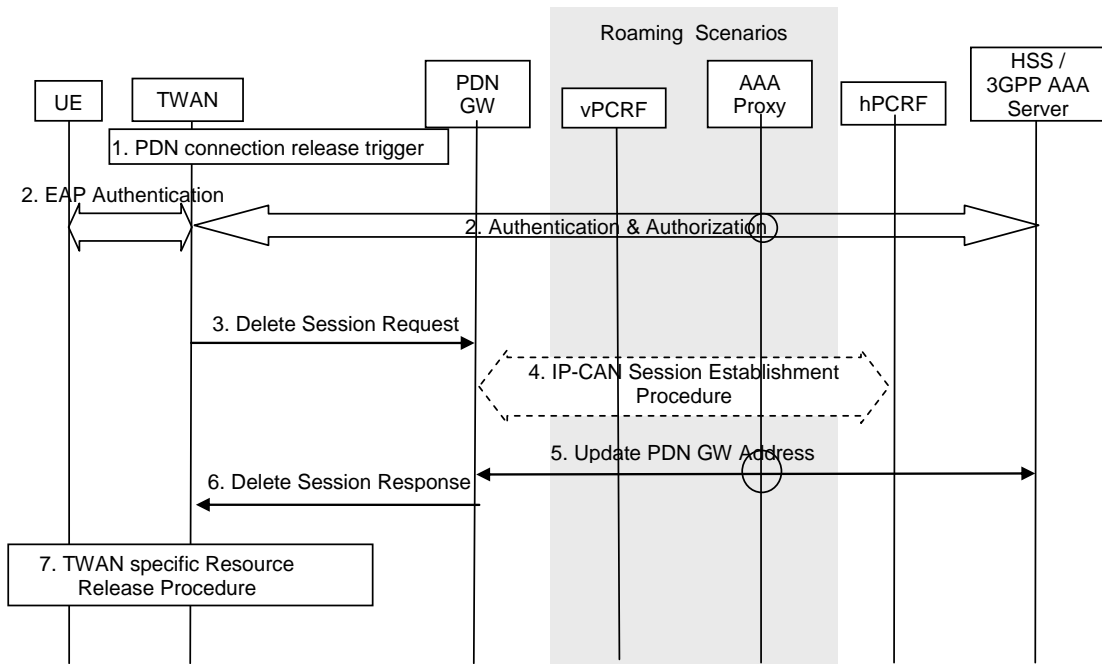 Roaming Scenarios
UE
TWAN
PDN
GW
vPCRF
AAA
Proxy
hPCRF
HSS /
3GPP AAA
Server
1. PDN connection release trigger
2. EAP Authentication
2. Authentication & Authorization
3. Delete Session Request
4. IP-CAN Session Establishment
Procedure
5. Update PDN GW Address
6. Delete Session Response
7. TWAN specific Resource
Release Procedure